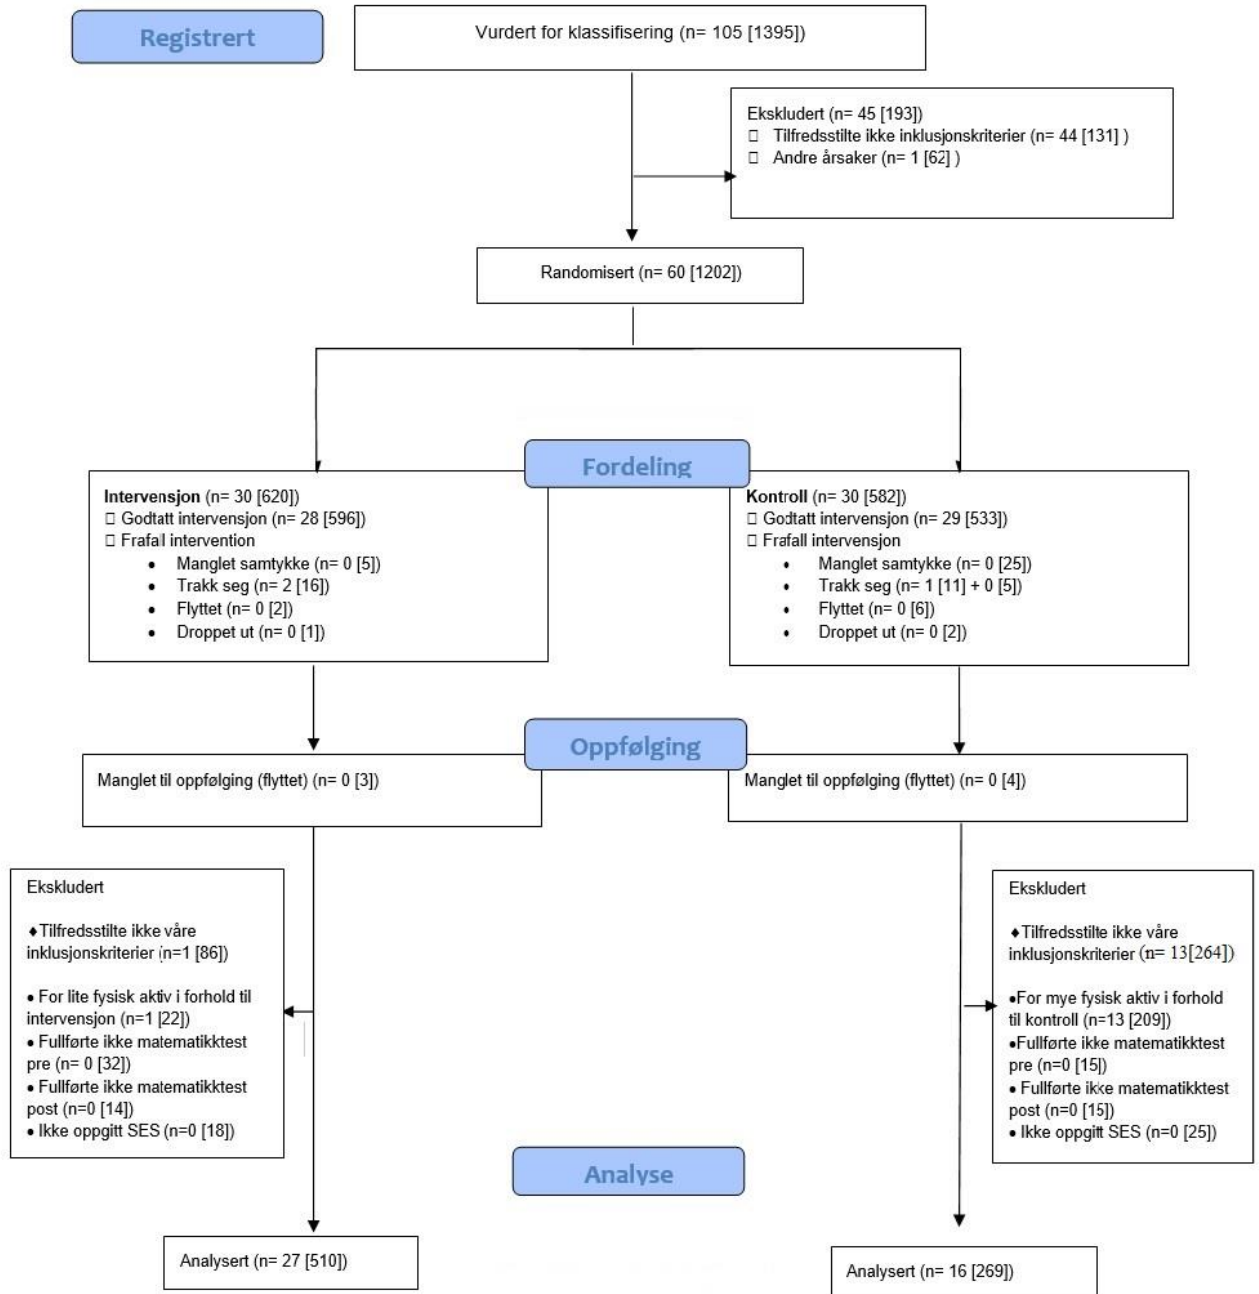 Registrert
Vurdert for klassifisering (n= 105 [1395])
Ekskludert (n= 45 [193])
□ Tilfredsstilte ikke inklusjonskriterier (n= 44 [131] )
□ Andre årsaker (n= 1 [62] )
Randomisert (n= 60 [1202])
Fordeling
Intervensjon (n= 30 [620])
□ Godtatt intervensjon (n= 28 [596])
□ Frafall intervention
• Manglet samtykke (n= 0 [5])
• Trakk seg (n= 2 [16])
• Flyttet (n= 0 [2])
• Droppet ut (n= 0 [1])
Kontroll (n= 30 [582])
□ Godtatt intervensjon (n= 29 [533])
□ Frafall intervensjon
• Manglet samtykke (n= 0 [25])
• Trakk seg (n= 1 [11] + 0 [5])
• Flyttet (n= 0 [6])
• Droppet ut (n= 0 [2])
Oppfølging
Manglet til oppfølging (flyttet) (n= 0 [3])
Manglet til oppfølging (flyttet) (n= 0 [4])
Ekskludert
♦Tilfredsstilte ikke våre
inklusjonskriterier (n=1 [86])
• For lite fysisk aktiv i forhold til
intervensjon (n=1 [22])
• Fullførte ikke matematikktest
pre (n= 0 [32])
• Fullførte ikke matematikktest
post (n=0 [14])
• Ikke oppgitt SES (n=0 [18])
Ekskludert
♦Tilfredsstilte ikke våre
inklusjonskriterier (n= 13[264])
•For mye fysisk aktiv i forhold
til kontroll (n=13 [209])
•Fullførte ikke matematikktest
pre (n=0 [15])
• Fullførte ikke matematikktest
post (n=0 [15])
• Ikke oppgitt SES (n=0 [25])
Analyse
Analysert (n= 27 [510])
Analysert (n= 16 [269])